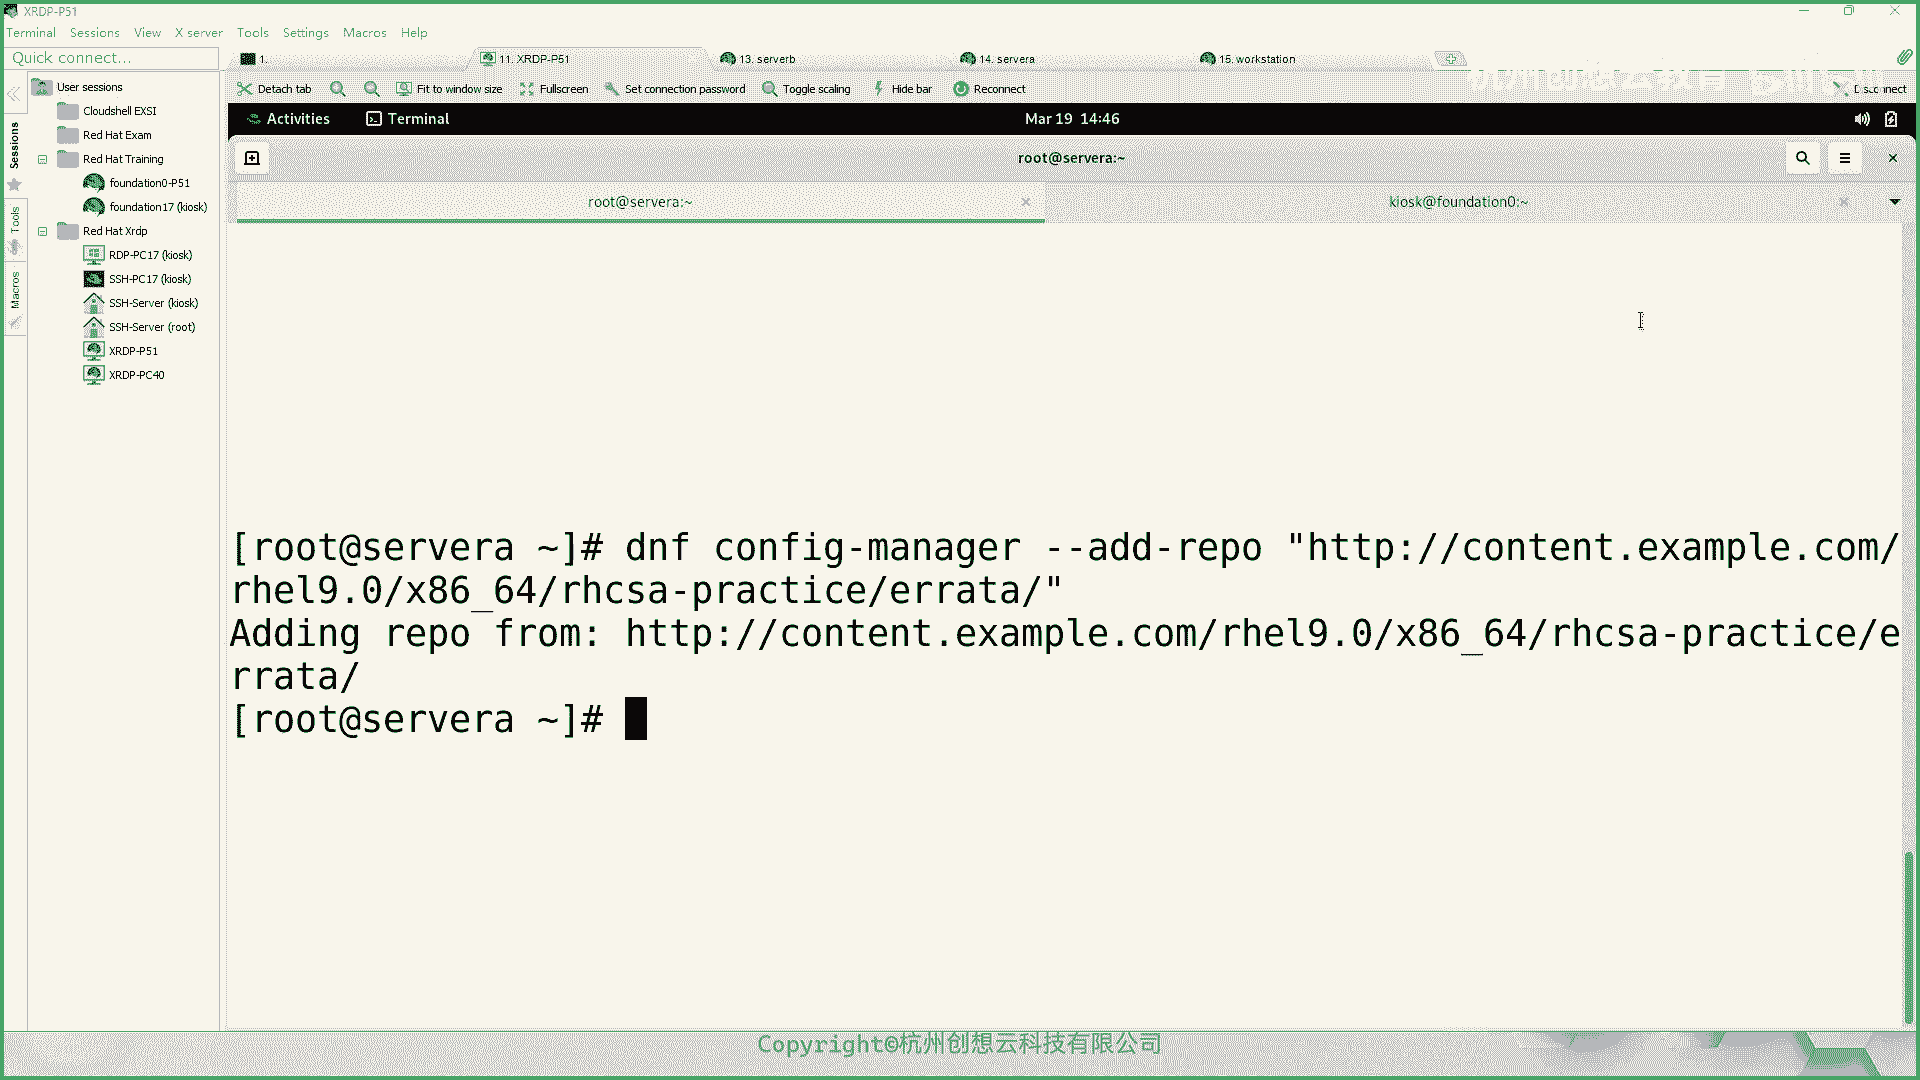 XRDP-P51
Terminal Sessions View X server Tools Settings Macros Help
Quick connect...
1.
11. XRDP-P51
13. serverb
14. servera
15. workstation
Detach tab
Fit to window size
Fullscreen
Set connection password
Toggle scaling
Hide bar
Reconnect
Disconnect
Sessions
Tools
Macros
User sessions
Cloudshell EXSI
Red Hat Exam
Red Hat Training
foundation0-P51
foundation17 (kiosk)
Red Hat Xrdp
RDP-PC17 (kiosk)
SSH-PC17 (kiosk)
SSH-Server (kiosk)
SSH-Server (root)
XRDP-P51
XRDP-PC40
Activities
Terminal
Mar 19 14:46
root@servera:~
root@servera:~
kiosk@foundation0:~
[root@servera ~]# dnf config-manager --add-repo "http://content.example.com/
rhel9.0/x86_64/rhcsa-practice/errata/"
Adding repo from: http://content.example.com/rhel9.0/x86_64/rhcsa-practice/e
rrata/
[root@servera ~]#
Copyright©杭州创想云科技有限公司